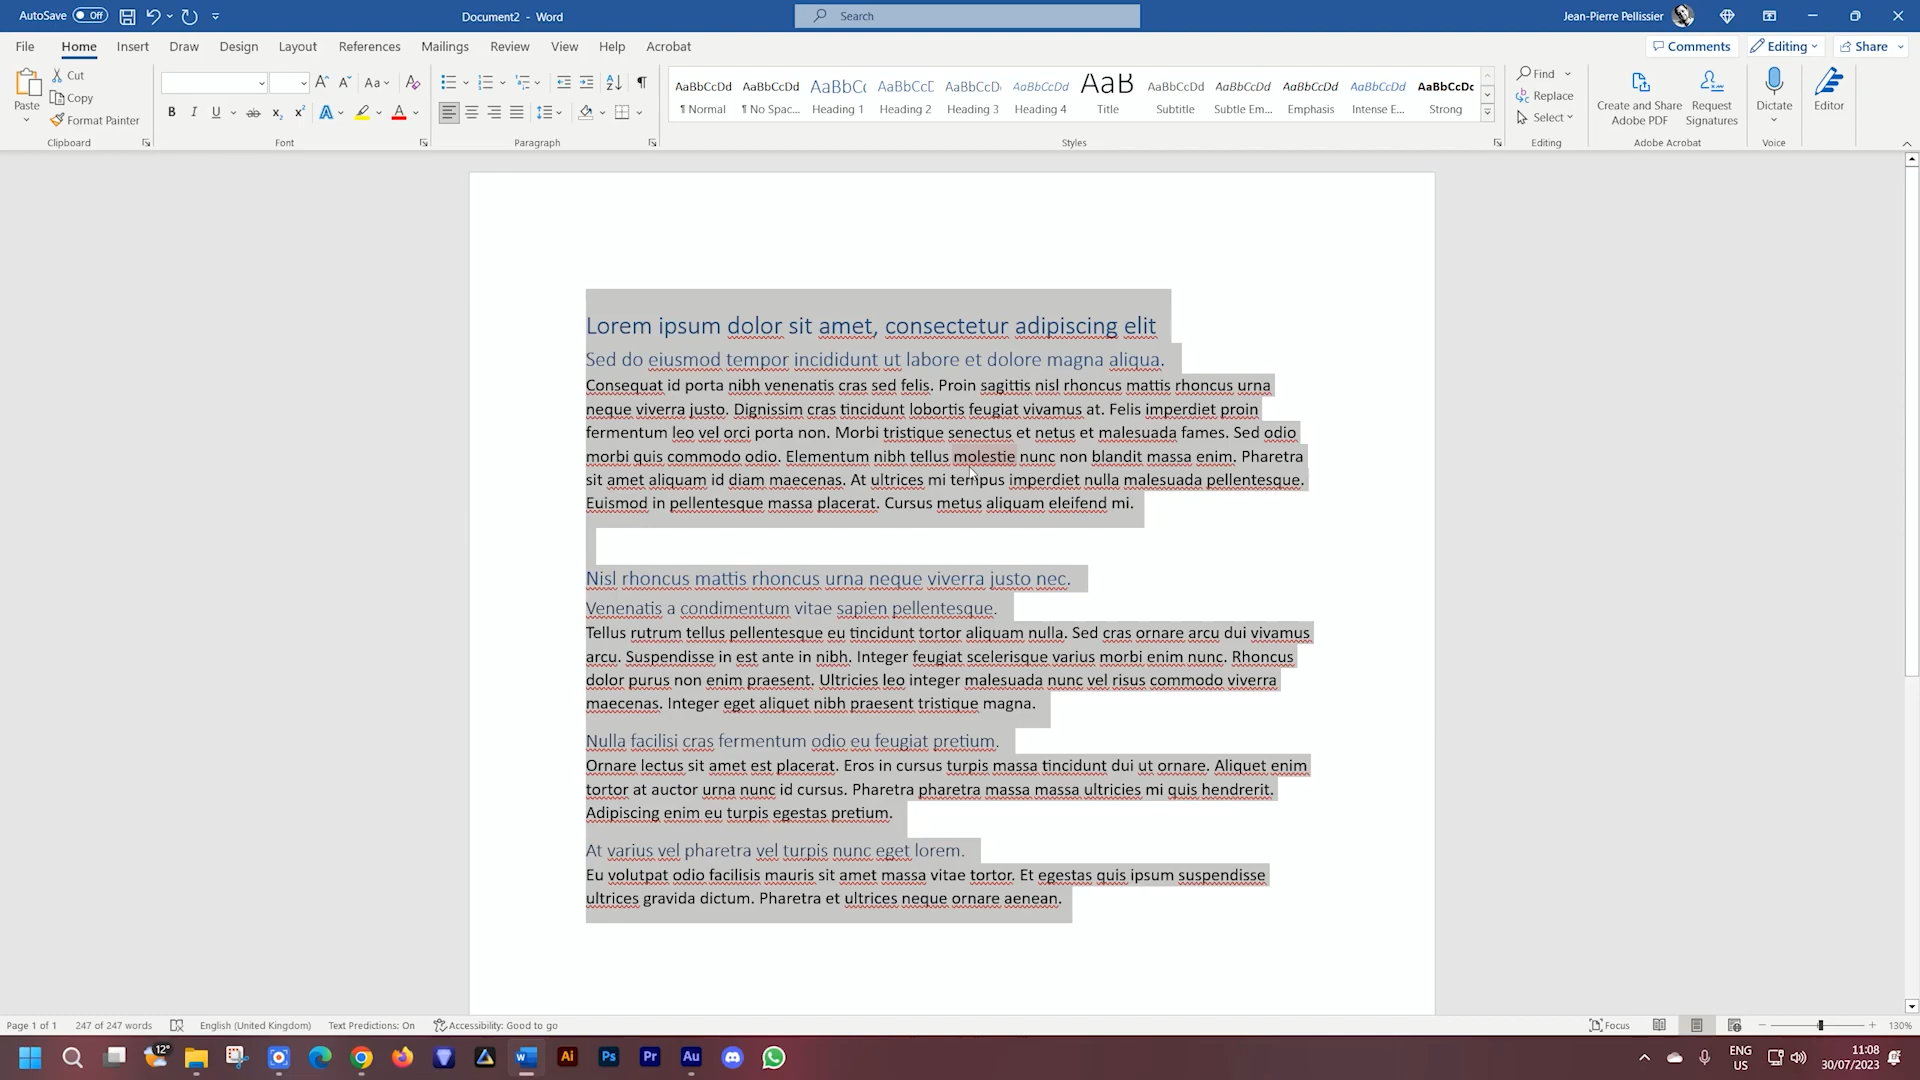 AutoSave Off
Document2 - Word
Search
Jean-Pierre Pellissier
File Home Insert Draw Design Layout References Mailings Review View Help Acrobat
Comments Editing Share
Paste
Cut
Copy
Format Painter
Clipboard
Aa
B I U ab x₂ x² A A
Font
Paragraph
AaBbCcDd AaBbCcDd AaBbCc AaBbCcD AaBbCcD AaBbCcDd AaB AaBbCcDd AaBbCcDd AaBbCcDd AaBbCcDd AaBbCcDc
¶ Normal ¶ No Spac... Heading 1 Heading 2 Heading 3 Heading 4 Title Subtitle Subtle Em... Emphasis Intense E... Strong
Styles
Find
Replace
Select
Editing
Create and Share
Adobe PDF
Request
Signatures
Adobe Acrobat
Dictate
Voice
Editor
Lorem ipsum dolor sit amet, consectetur adipiscing elit
Sed do eiusmod tempor incididunt ut labore et dolore magna aliqua.
Consequat id porta nibh venenatis cras sed felis. Proin sagittis nisl rhoncus mattis rhoncus urna
neque viverra justo. Dignissim cras tincidunt lobortis feugiat vivamus at. Felis imperdiet proin
fermentum leo vel orci porta non. Morbi tristique senectus et netus et malesuada fames. Sed odio
morbi quis commodo odio. Elementum nibh tellus molestie nunc non blandit massa enim. Pharetra
sit amet aliquam id diam maecenas. At ultrices mi tempus imperdiet nulla malesuada pellentesque.
Euismod in pellentesque massa placerat. Cursus metus aliquam eleifend mi.
Nisl rhoncus mattis rhoncus urna neque viverra justo nec.
Venenatis a condimentum vitae sapien pellentesque.
Tellus rutrum tellus pellentesque eu tincidunt tortor aliquam nulla. Sed cras ornare arcu dui vivamus
arcu. Suspendisse in est ante in nibh. Integer feugiat scelerisque varius morbi enim nunc. Rhoncus
dolor purus non enim praesent. Ultricies leo integer malesuada nunc vel risus commodo viverra
maecenas. Integer eget aliquet nibh praesent tristique magna.
Nulla facilisi cras fermentum odio eu feugiat pretium.
Ornare lectus sit amet est placerat. Eros in cursus turpis massa tincidunt dui ut ornare. Aliquet enim
tortor at auctor urna nunc id cursus. Pharetra pharetra massa massa ultricies mi quis hendrerit.
Adipiscing enim eu turpis egestas pretium.
At varius vel pharetra vel turpis nunc eget lorem.
Eu volutpat odio facilisis mauris sit amet massa vitae tortor. Et egestas quis ipsum suspendisse
ultrices gravida dictum. Pharetra et ultrices neque ornare aenean.
Page 1 of 1 247 of 247 words English (United Kingdom) Text Predictions: On Accessibility: Good to go
Focus 130%
12°
W Ai Ps Pr Au
ENG
US
11:08
30/07/2023